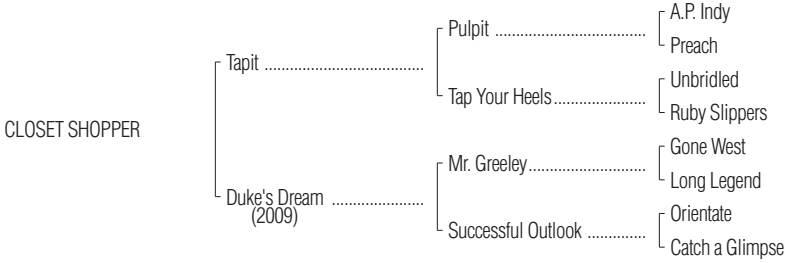 A.P. Indy
Pulpit ....................................
Preach
Tapit ......................................
Unbridled
Tap Your Heels......................
Ruby Slippers
CLOSET SHOPPER
Gone West
Mr. Greeley............................
Long Legend
Duke's Dream ......................
(2009)
Orientate
Successful Outlook ..............
Catch a Glimpse